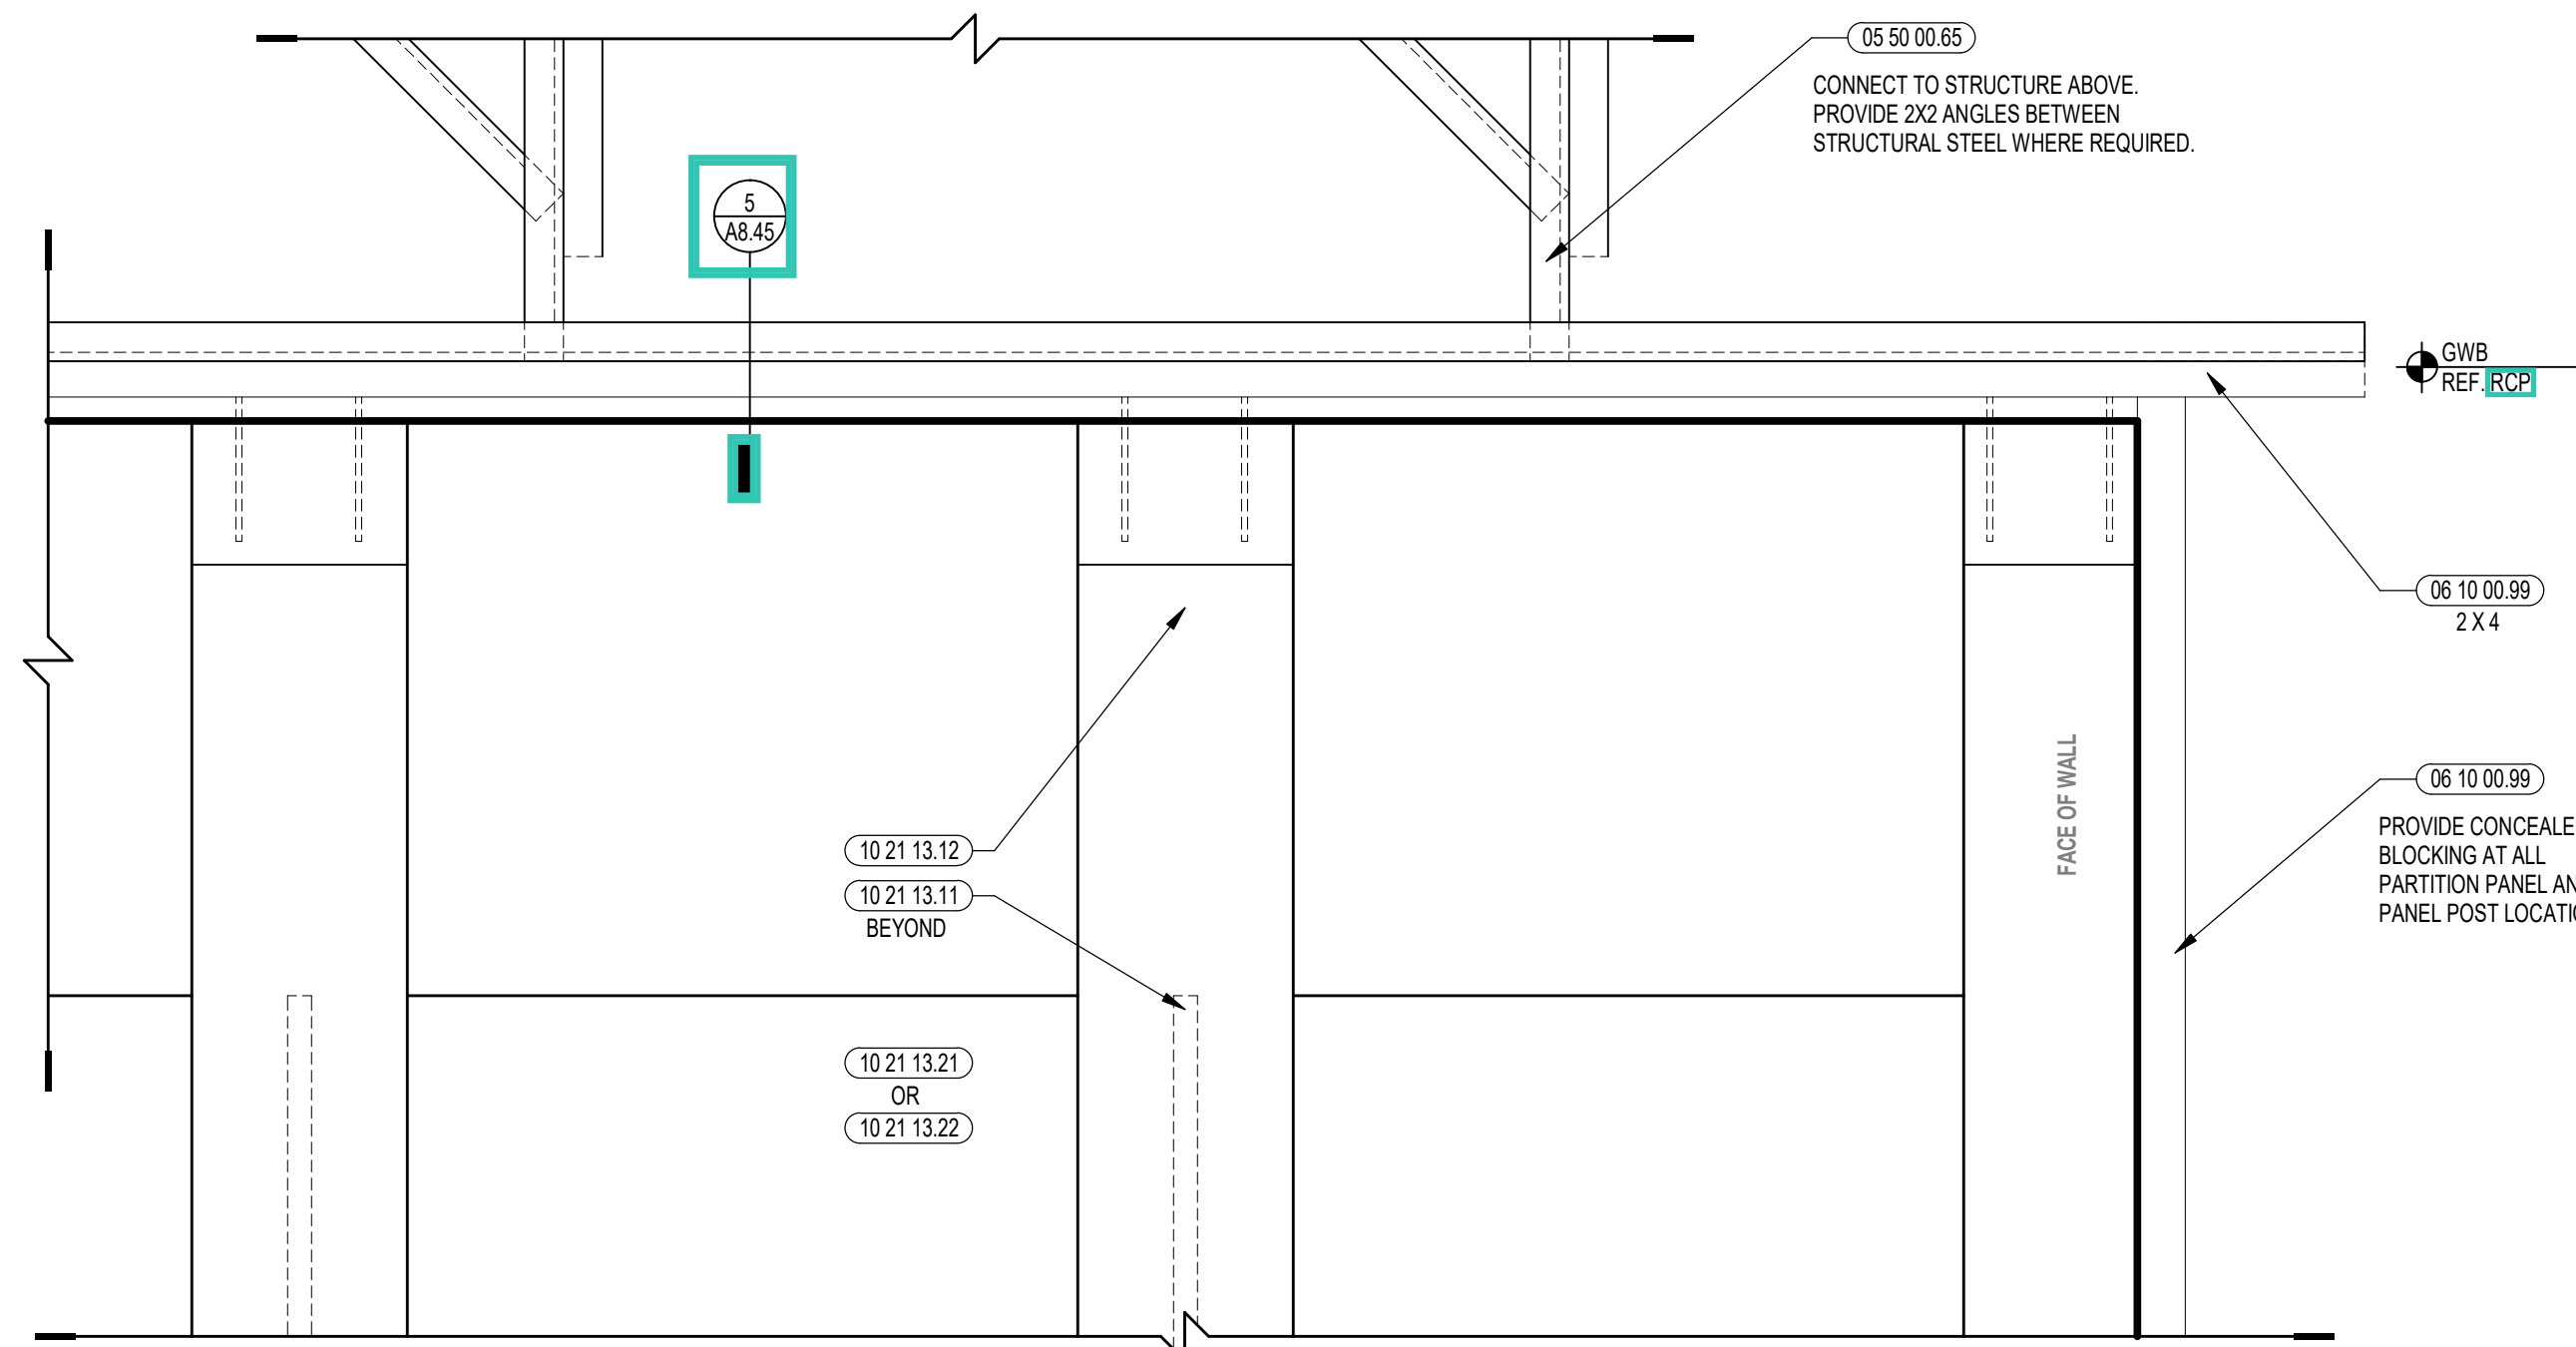 05 50 00.65
CONNECT TO STRUCTURE ABOVE.
PROVIDE 2X2 ANGLES BETWEEN
STRUCTURAL STEEL WHERE REQUIRED.
5
A8.45
GWB
REF. RCP
06 10 00.99
2 X 4
FACE OF WALL
06 10 00.99
PROVIDE CONCEALE
BLOCKING AT ALL
PARTITION PANEL AN
PANEL POST LOCATIO
10 21 13.12
10 21 13.11
BEYOND
10 21 13.21
OR
10 21 13.22